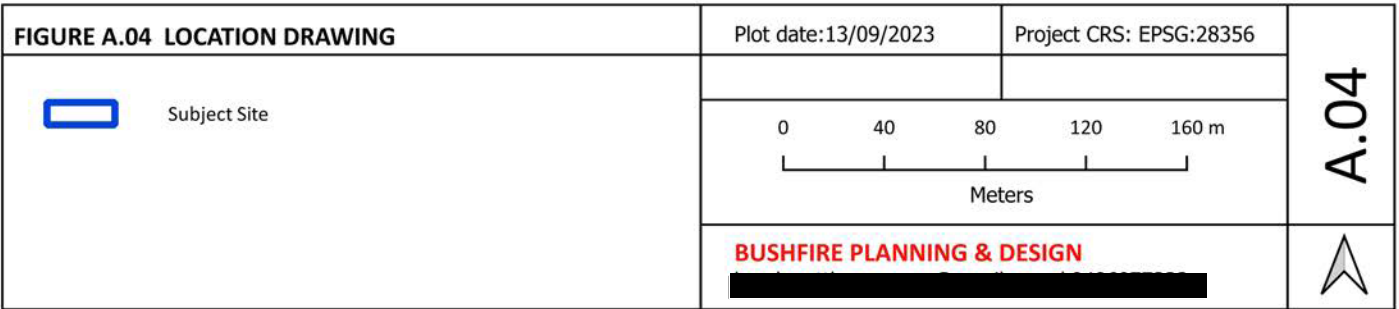 FIGURE A.04 LOCATION DRAWING
Plot date:13/09/2023
Project CRS: EPSG:28356
Subject Site
0 40 80 120 160 m
Meters
A.04
BUSHFIRE PLANNING & DESIGN